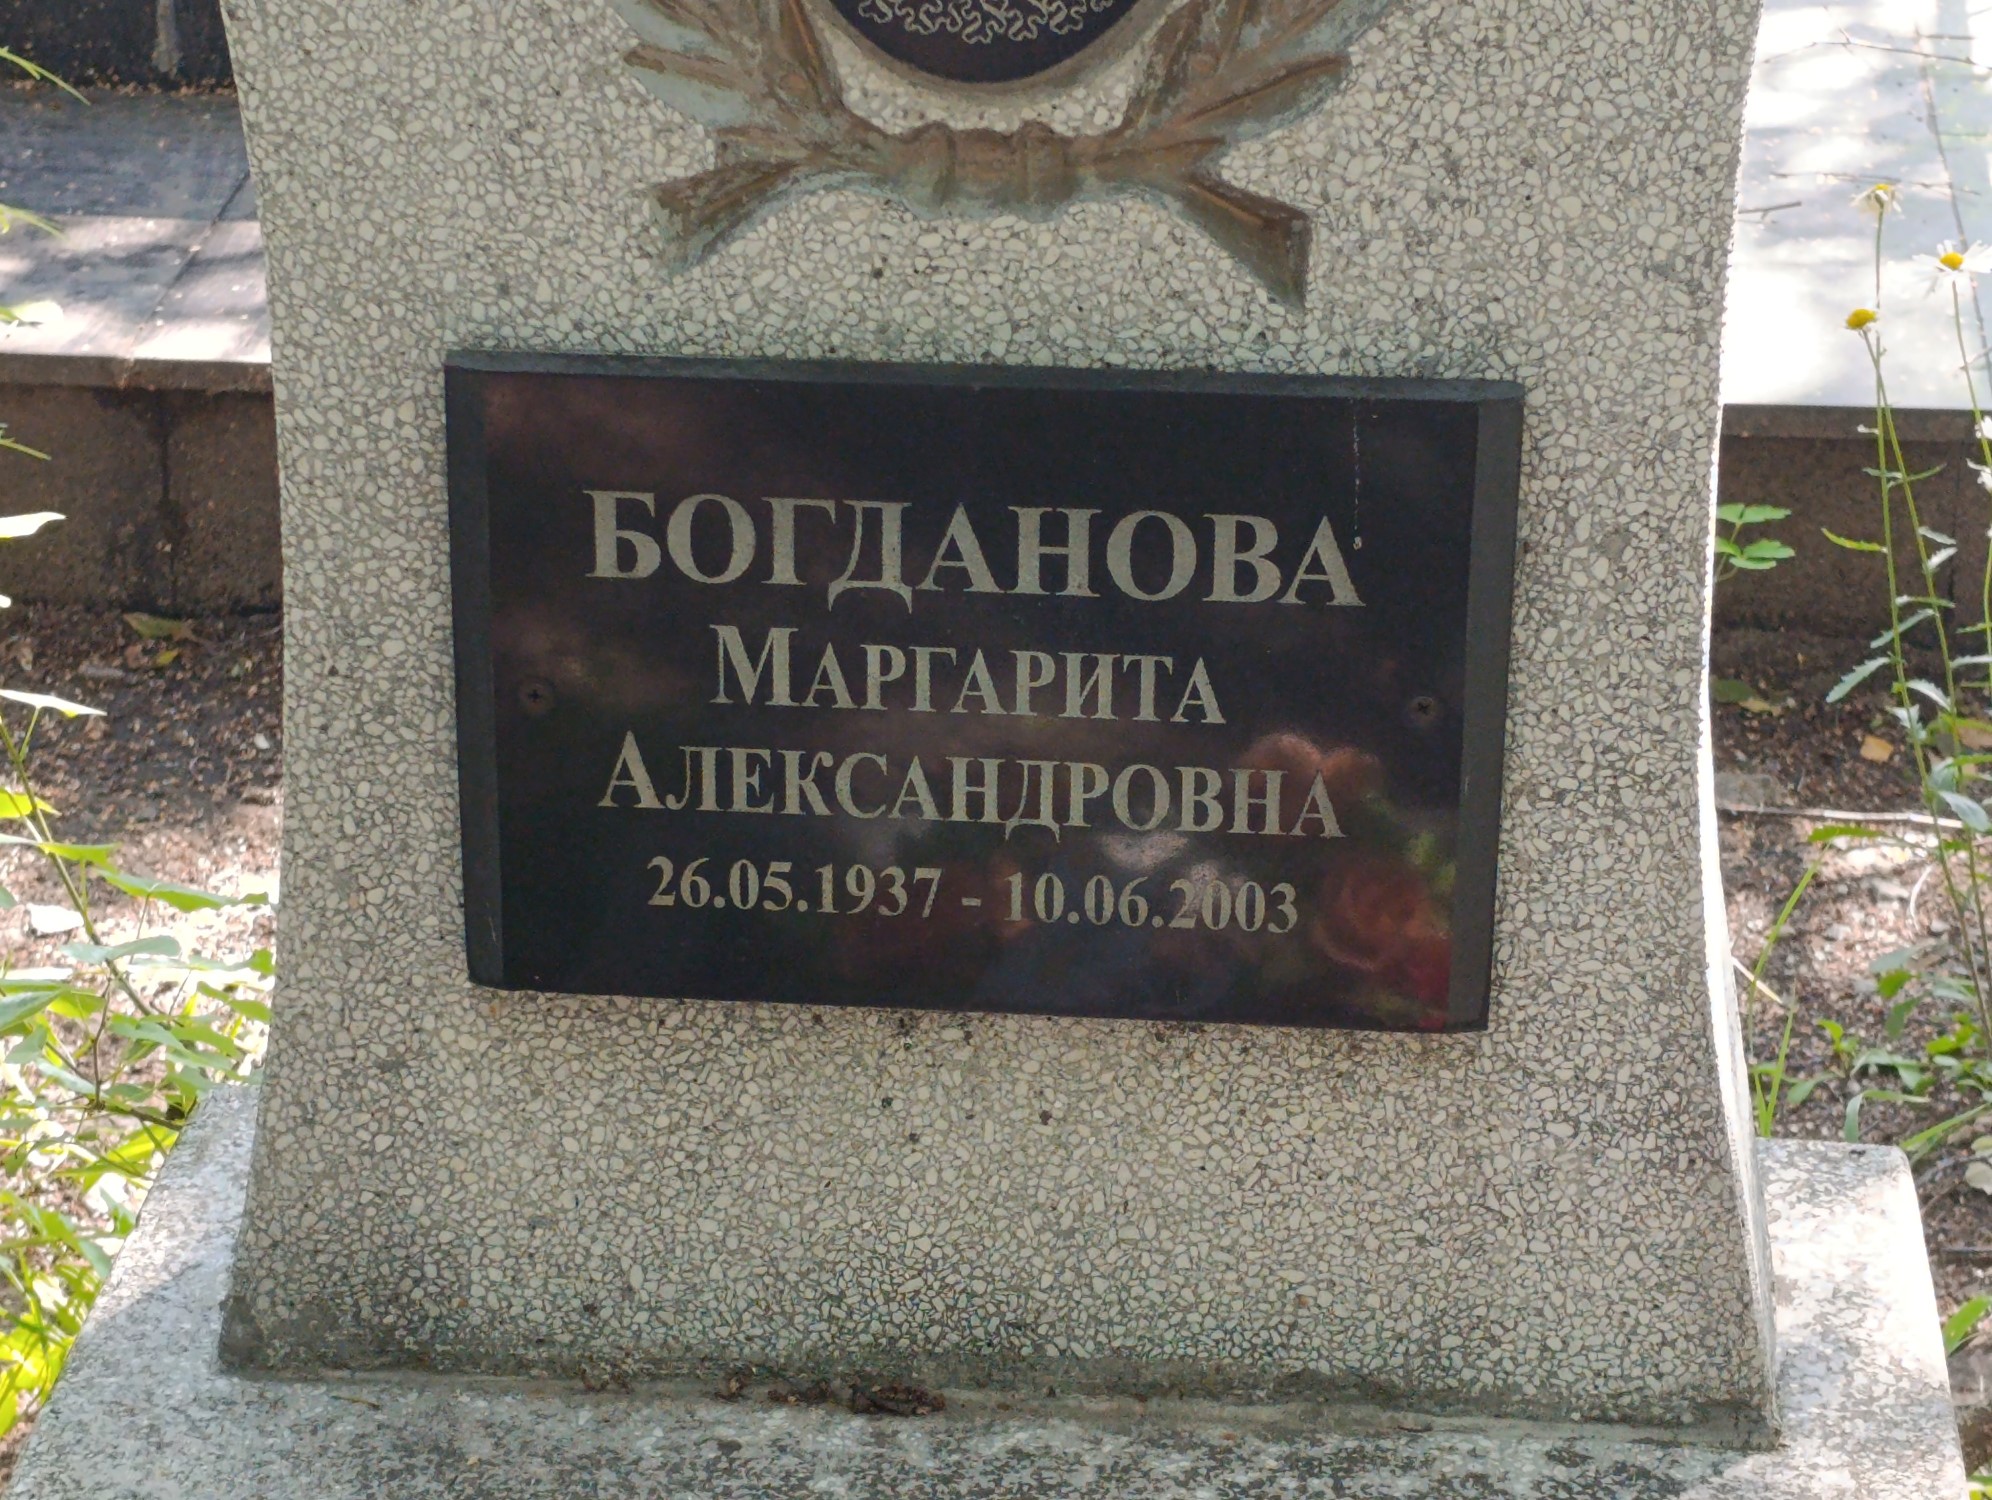 БОГДАНОВА
МАРГАРИТА
АЛЕКСАНДРОВНА
26.05.1937 - 10.06.2003